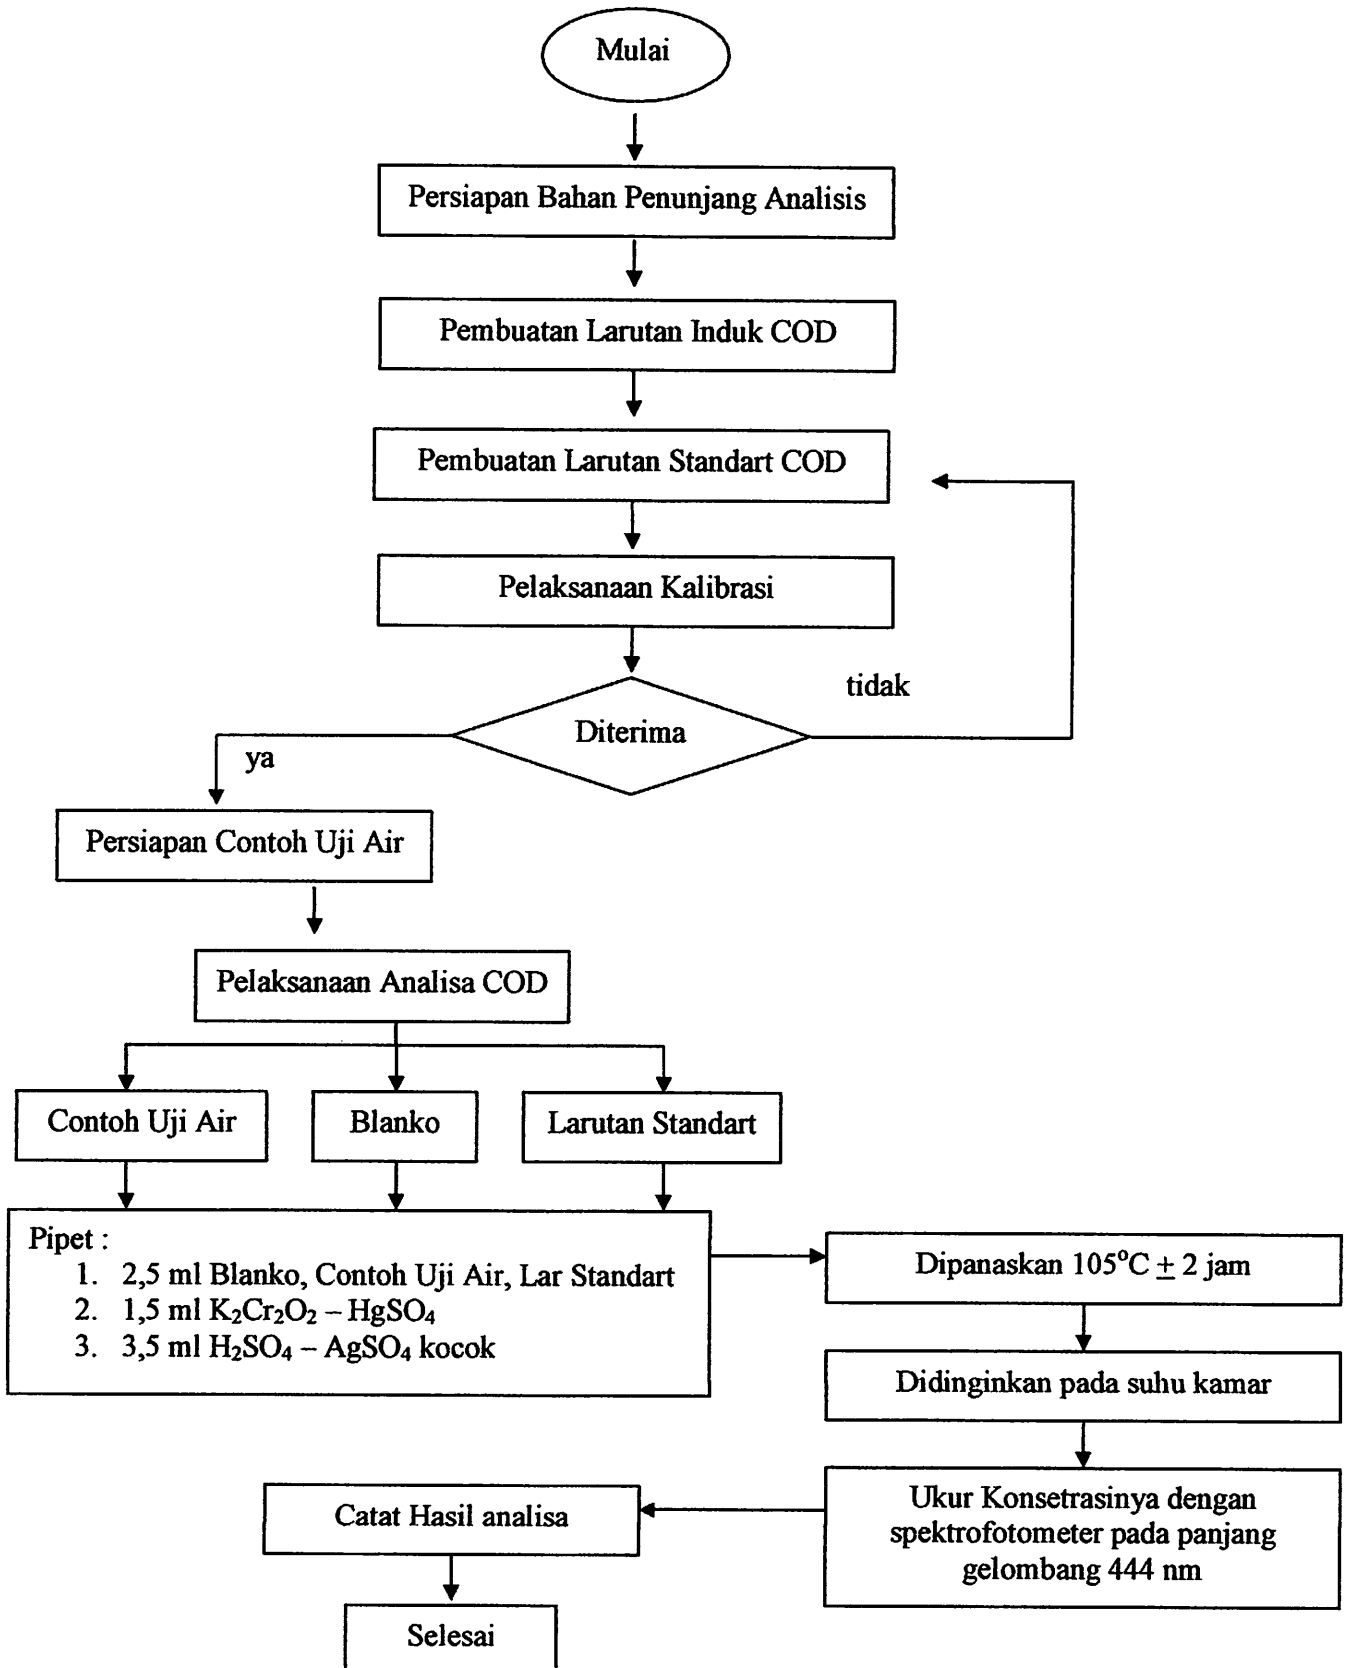 Mulai
Persiapan Bahan Penunjang Analisis
Pembuatan Larutan Induk COD
Pembuatan Larutan Standart COD
Pelaksanaan Kalibrasi
tidak
Diterima
ya
Persiapan Contoh Uji Air
Pelaksanaan Analisa COD
Contoh Uji Air
Blanko
Larutan Standart
Pipet :
1. 2,5 ml Blanko, Contoh Uji Air, Lar Standart
2. 1,5 ml K₂Cr₂O₂ – HgSO₄
3. 3,5 ml H₂SO₄ – AgSO₄ kocok
Dipanaskan 105°C ± 2 jam
Didinginkan pada suhu kamar
Ukur Konsetrasinya dengan
spektrofotometer pada panjang
gelombang 444 nm
Catat Hasil analisa
Selesai